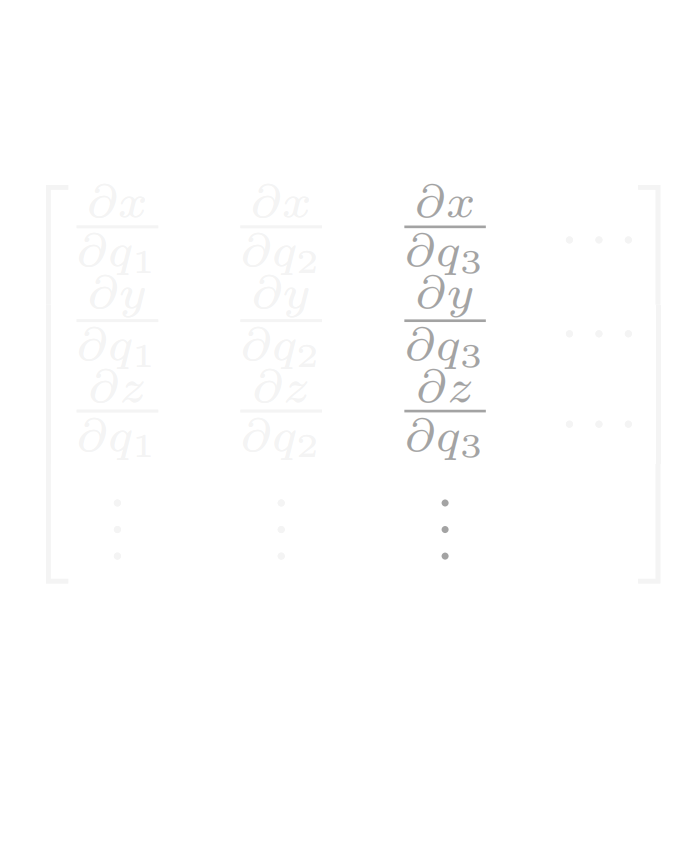 ∂x/∂q₁ ∂x/∂q₂ ∂x/∂q₃ ⋯
∂y/∂q₁ ∂y/∂q₂ ∂y/∂q₃ ⋯
∂z/∂q₁ ∂z/∂q₂ ∂z/∂q₃ ⋯
⋮ ⋮ ⋮